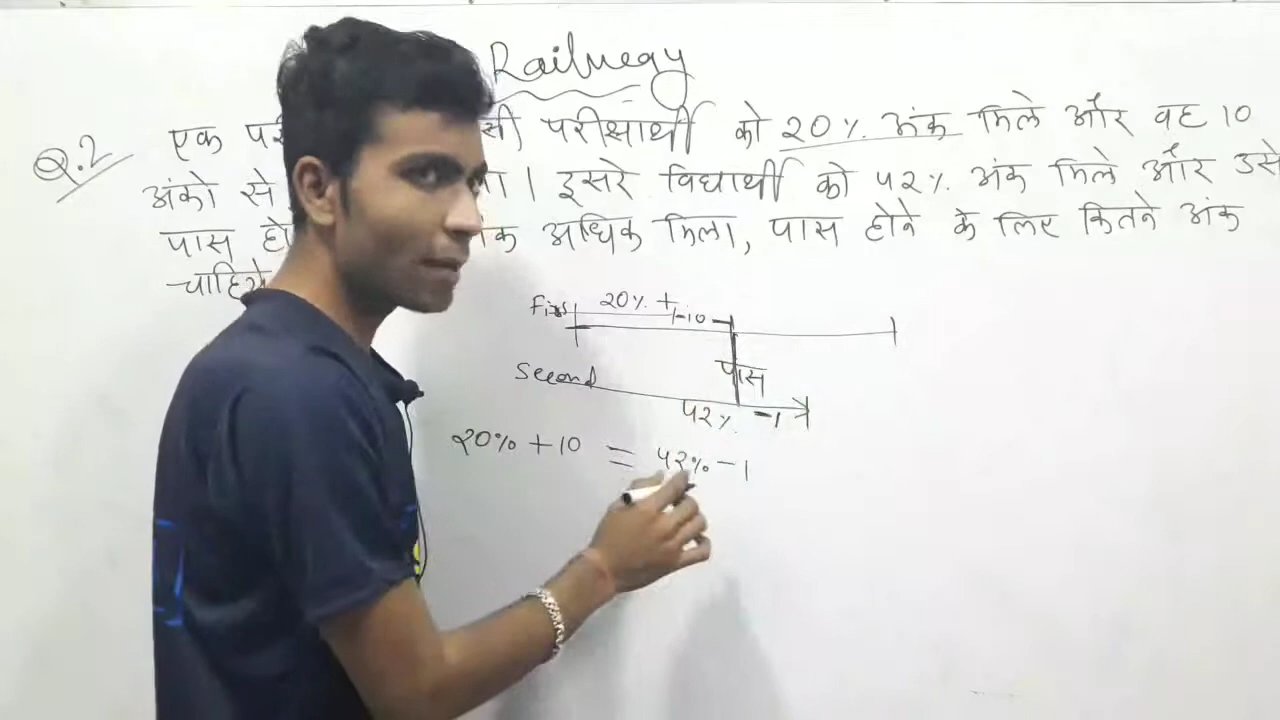 Railway
Q.2 एक परी सी परीक्षार्थी को 20% अंक मिले और वह 10
अंको से ा। दूसरे विद्यार्थी को 42% अंक मिले और उसे
पास हो क अधिक मिला, पास होने के लिए कितने अंक
चाहिये
First 20% + 10
पास
Second 42% -1
20% + 10 = 42% - 1